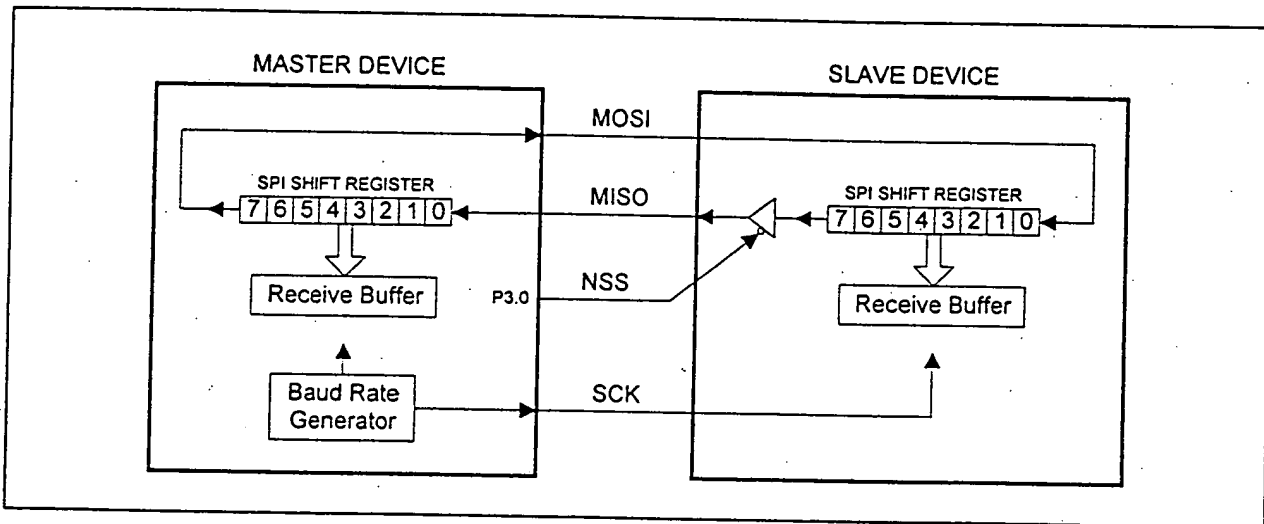 MASTER DEVICE
SLAVE DEVICE
MOSI
SPI SHIFT REGISTER
7 6 5 4 3 2 1 0
MISO
SPI SHIFT REGISTER
7 6 5 4 3 2 1 0
Receive Buffer
P3.0
NSS
Receive Buffer
Baud Rate
Generator
SCK